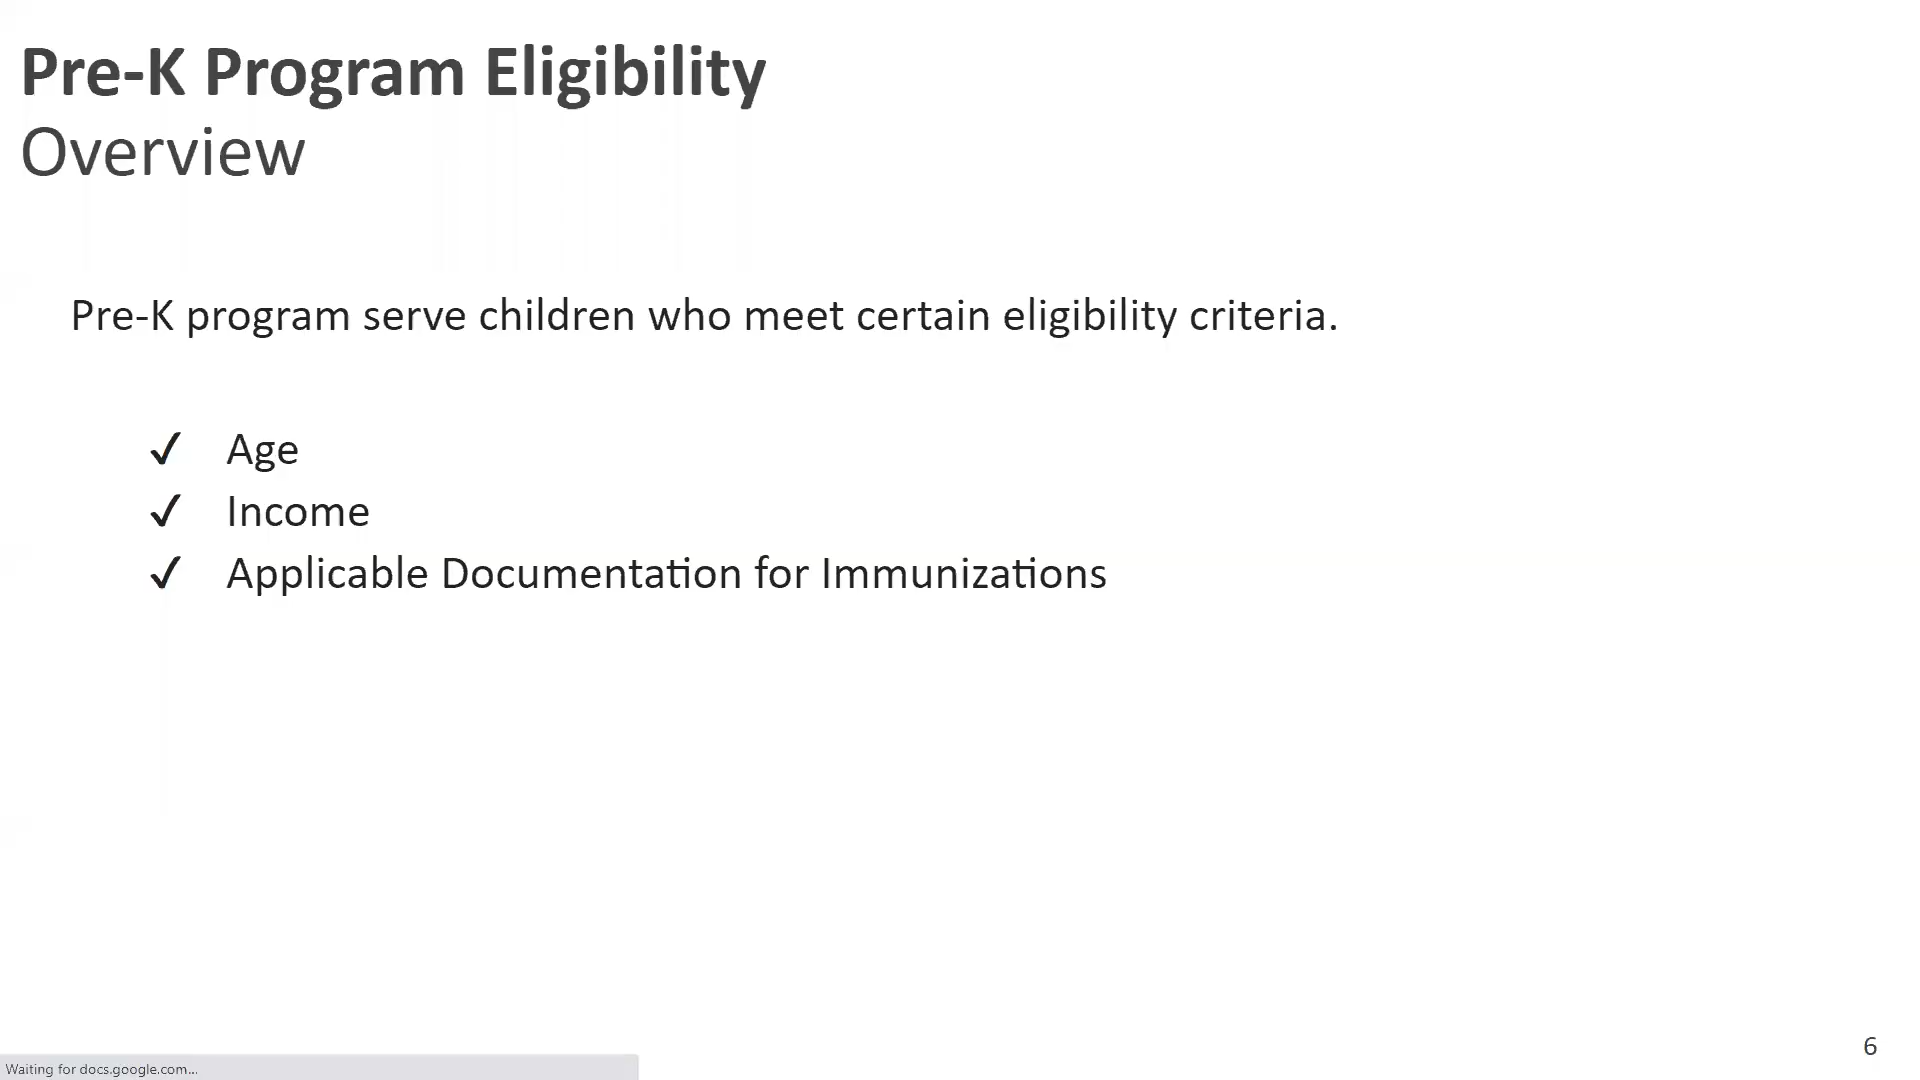 Pre-K Program Eligibility
Overview
Pre-K program serve children who meet certain eligibility criteria.
✓ Age
✓ Income
✓ Applicable Documentation for Immunizations
6
Waiting for docs.google.com...